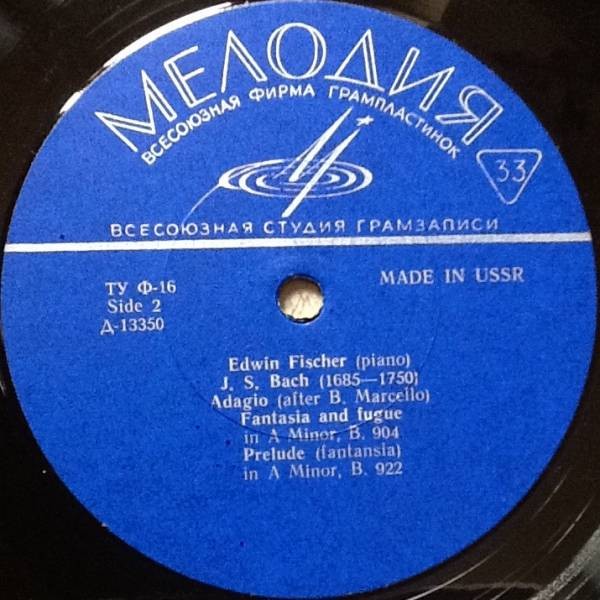 МЕЛОДИЯ
ВСЕСОЮЗНАЯ ФИРМА ГРАМПЛАСТИНОК
33
ВСЕСОЮЗНАЯ СТУДИЯ ГРАМЗАПИСИ
ТУ Ф-16
Side 2
Д-13350
MADE IN USSR
Edwin Fischer (piano)
J. S. Bach (1685—1750)
Adagio (after B. Marcello)
Fantasia and fugue
in A Minor, B. 904
Prelude (fantansia)
in A Minor, B. 922